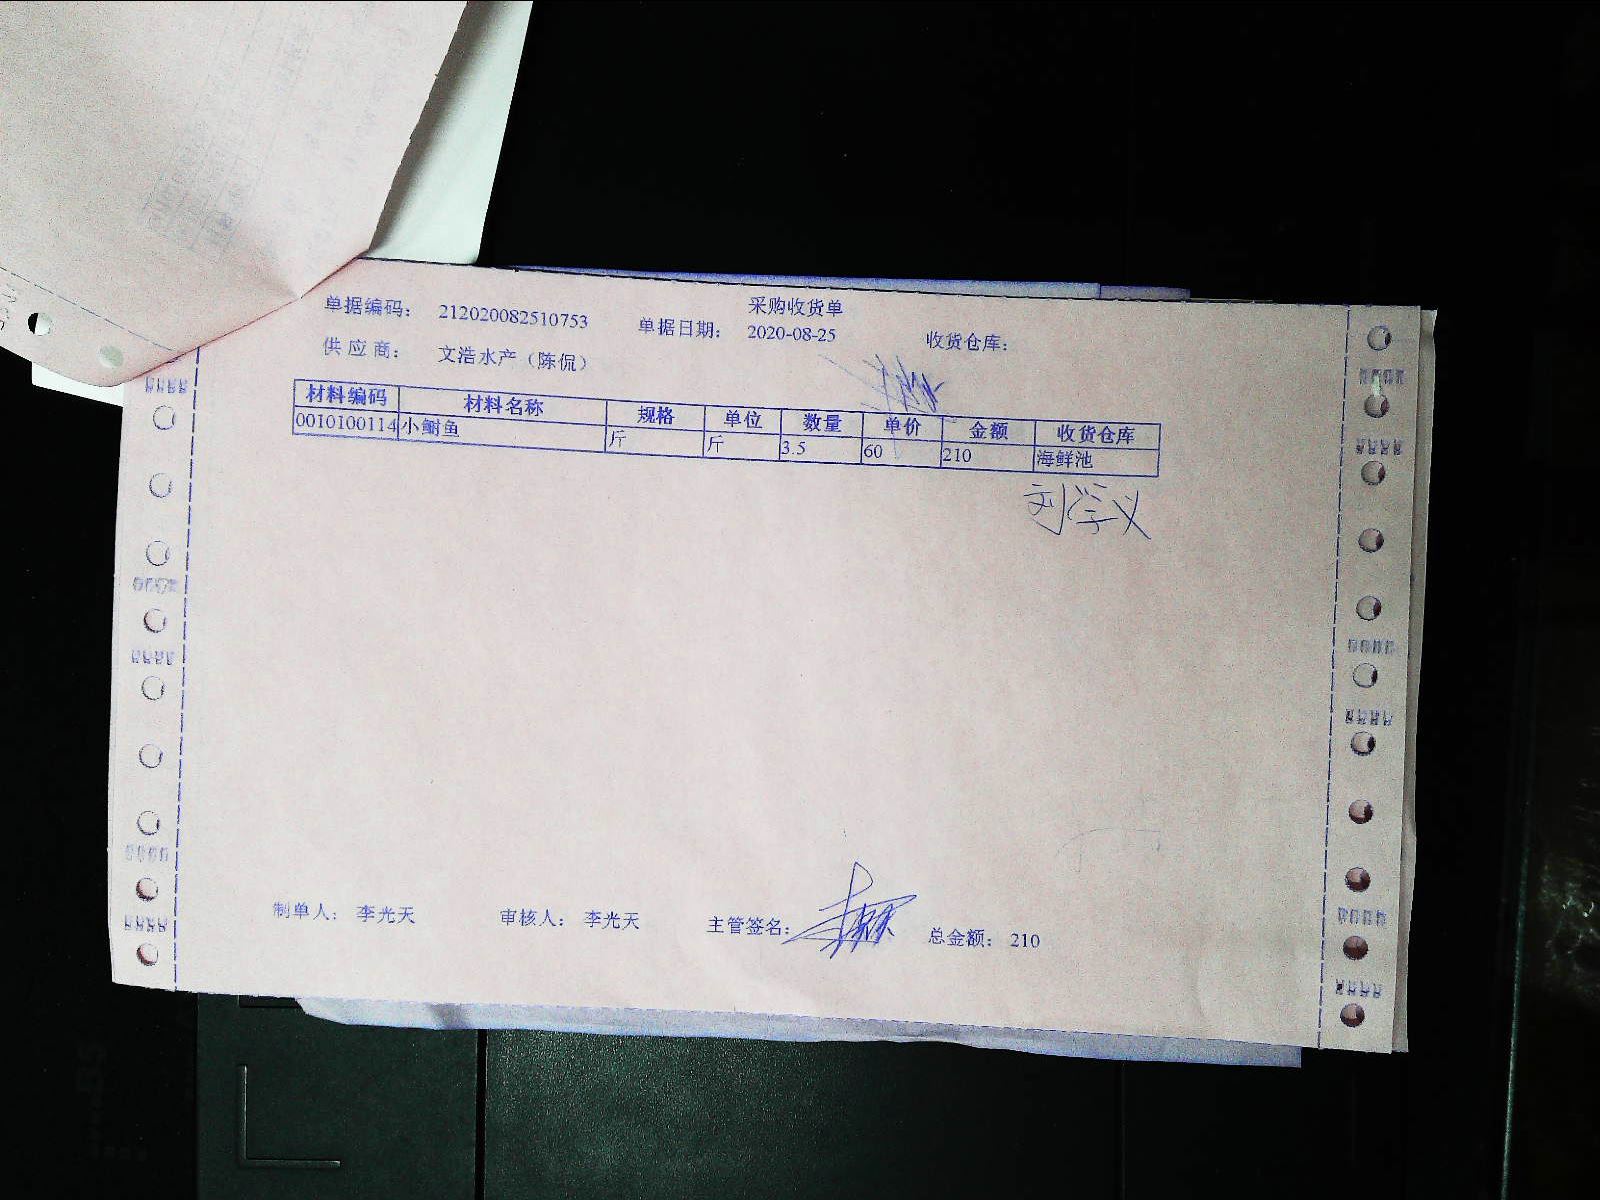 采购收货单
单据编码： 212020082510753 单据日期： 2020-08-25 收货仓库：
供应商： 文浩水产（陈侃）
材料编码 材料名称 规格 单位 数量 单价 金额 收货仓库
0010100114 小鲥鱼 斤 斤 3.5 60 210 海鲜池
刘学义
制单人： 李光天 审核人： 李光天 主管签名： 总金额： 210